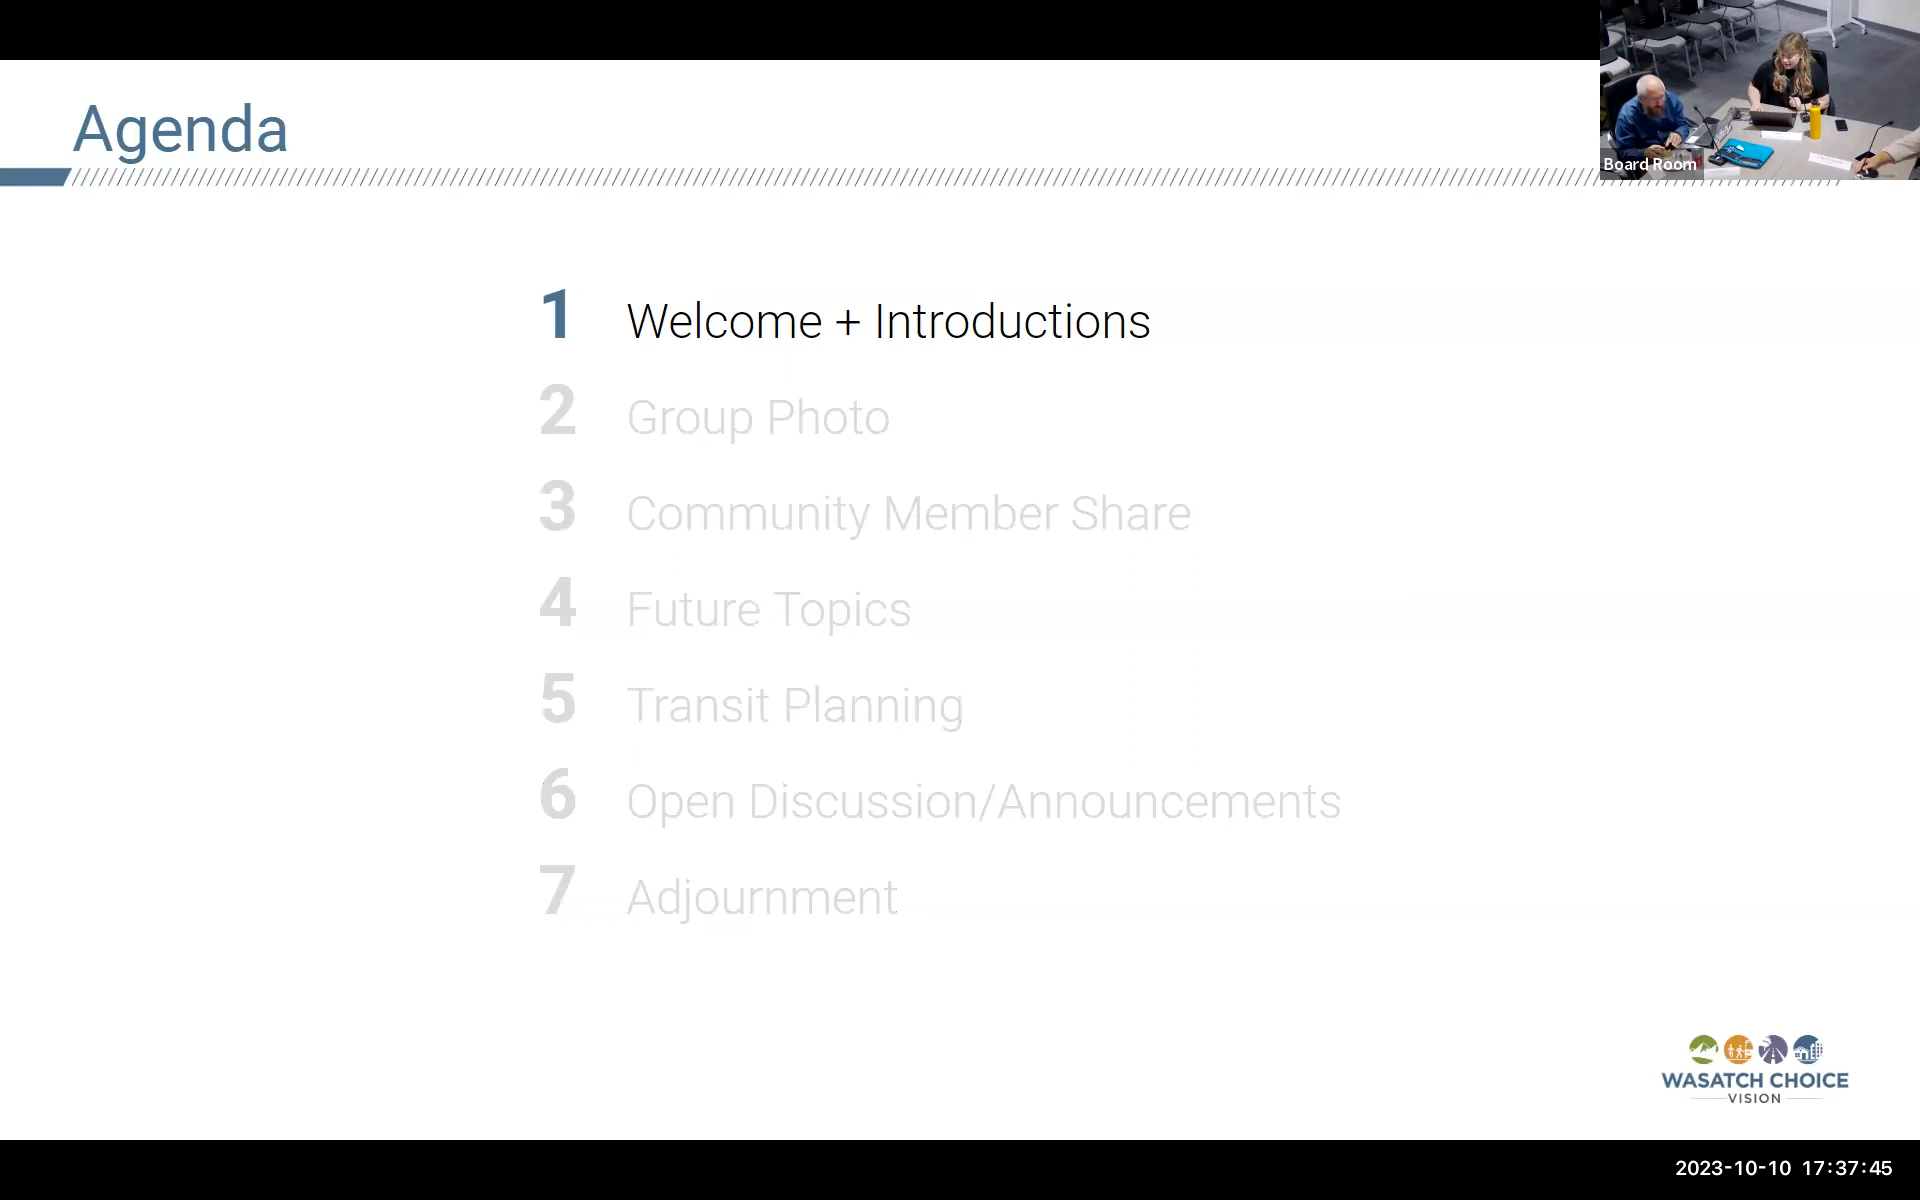 Agenda
Board Room
1 Welcome + Introductions
2 Group Photo
3 Community Member Share
4 Future Topics
5 Transit Planning
6 Open Discussion/Announcements
7 Adjournment
WASATCH CHOICE
VISION
2023-10-10 17:37:45